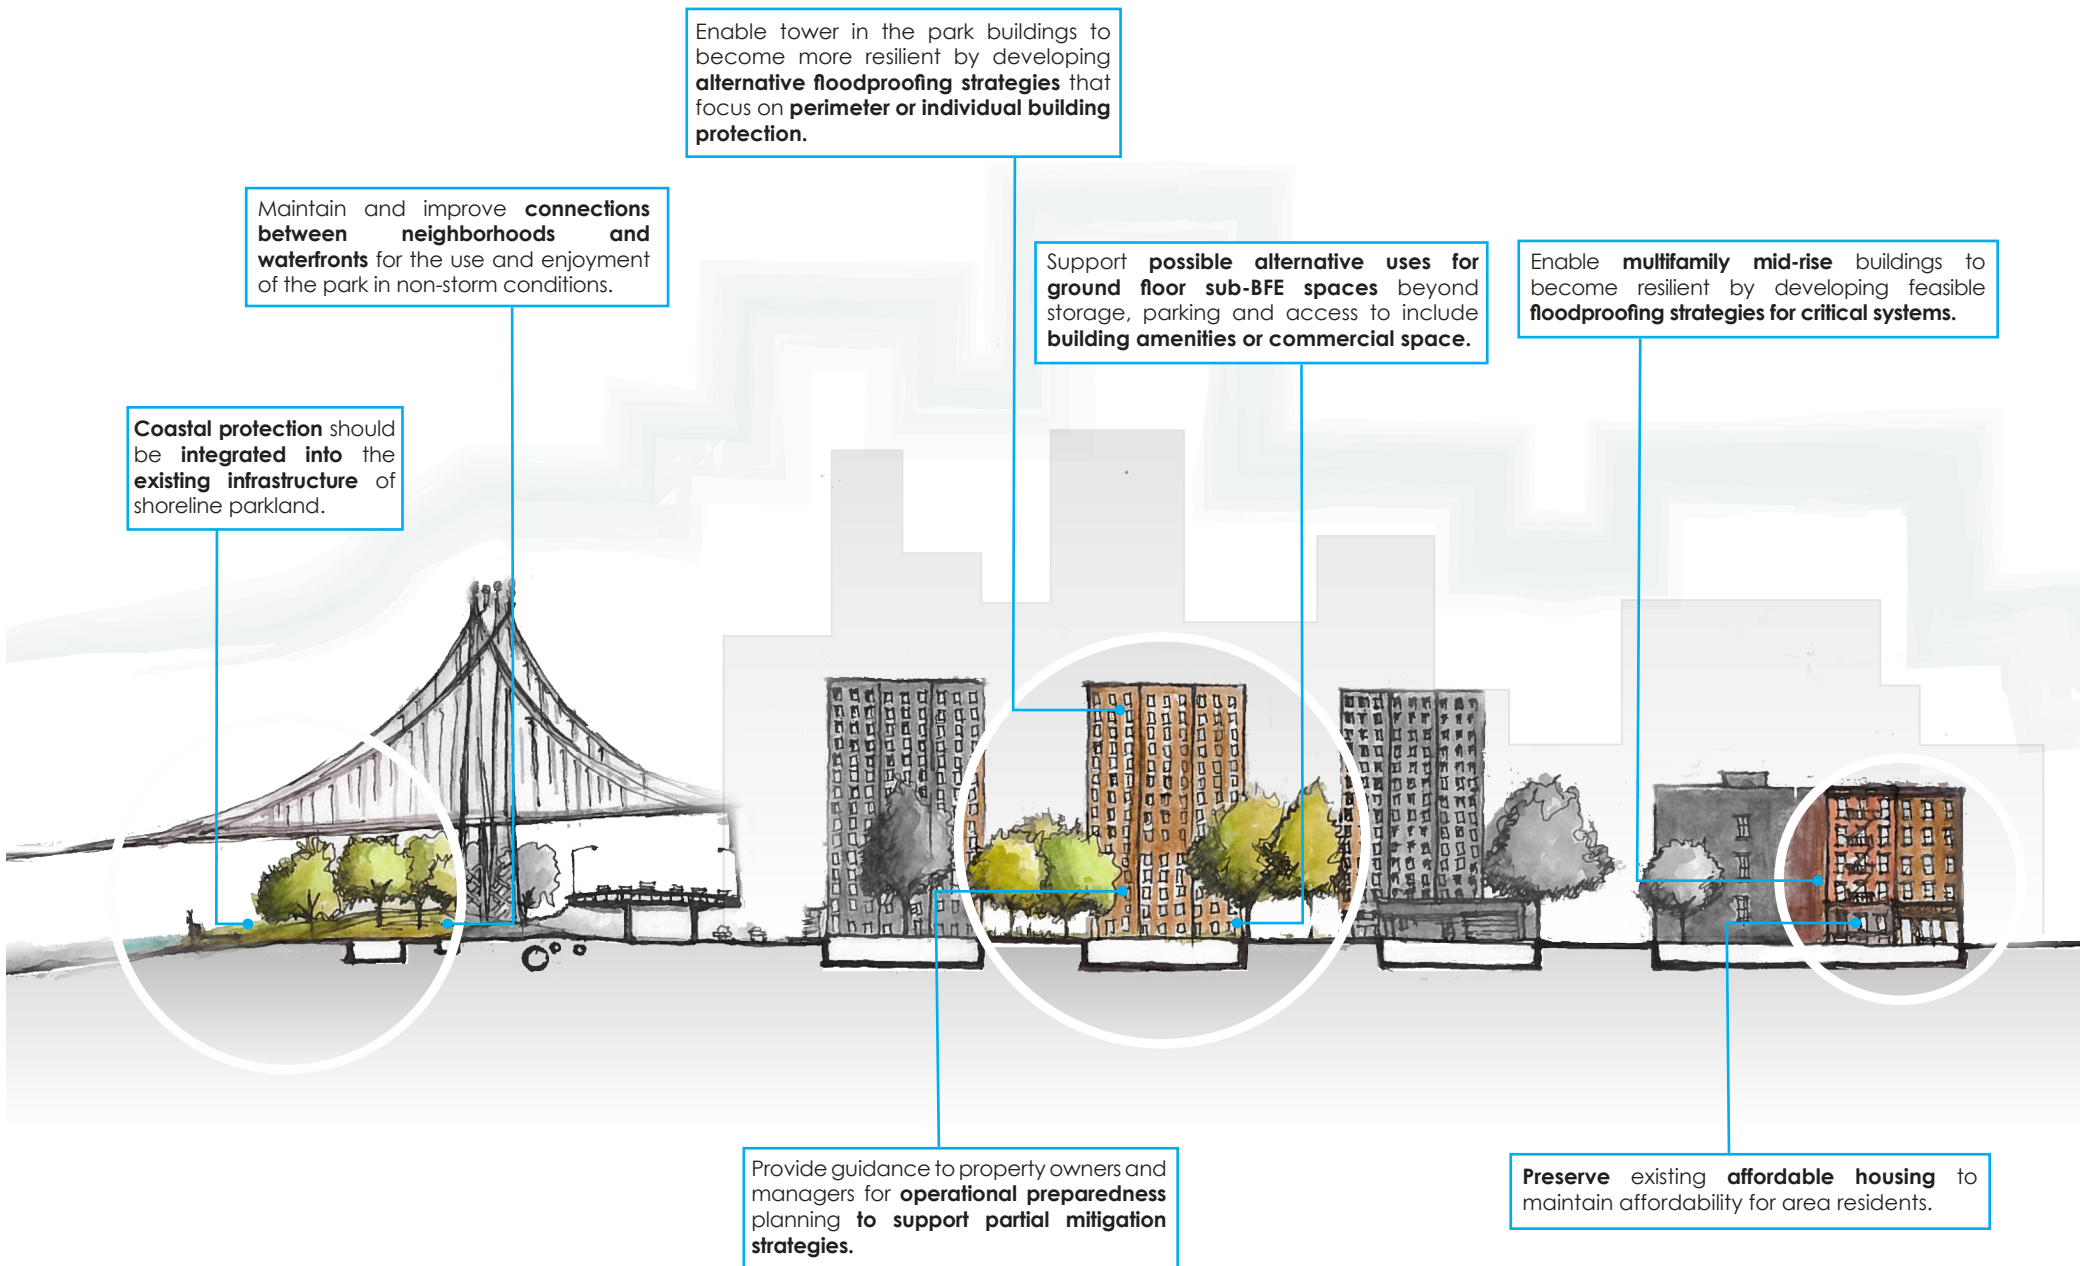 Enable tower in the park buildings to
become more resilient by developing
alternative floodproofing strategies that
focus on perimeter or individual building
protection.
Maintain and improve connections
between neighborhoods and
waterfronts for the use and enjoyment
of the park in non-storm conditions.
Support possible alternative uses for
ground floor sub-BFE spaces beyond
storage, parking and access to include
building amenities or commercial space.
Enable multifamily mid-rise buildings to
become resilient by developing feasible
floodproofing strategies for critical systems.
Coastal protection should
be integrated into the
existing infrastructure of
shoreline parkland.
Provide guidance to property owners and
managers for operational preparedness
planning to support partial mitigation
strategies.
Preserve existing affordable housing to
maintain affordability for area residents.